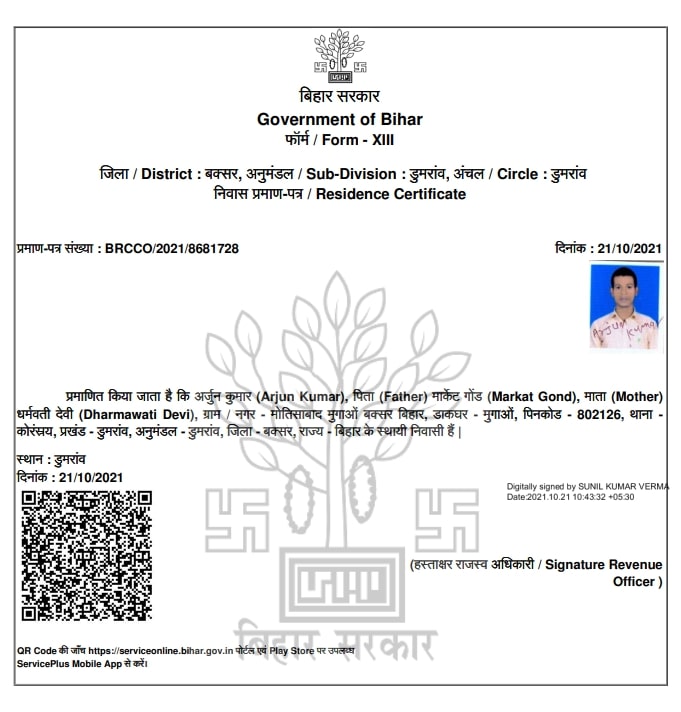 बिहार सरकार
Government of Bihar
फॉर्म / Form - XIII
जिला / District : बक्सर, अनुमंडल / Sub-Division : डुमरांव, अंचल / Circle : डुमरांव
निवास प्रमाण-पत्र / Residence Certificate
प्रमाण-पत्र संख्या : BRCCO/2021/8681728
दिनांक : 21/10/2021
Arjun Kumar
प्रमाणित किया जाता है कि अर्जुन कुमार (Arjun Kumar), पिता (Father) मार्केट गोंड (Markat Gond), माता (Mother)
धर्मवती देवी (Dharmawati Devi), ग्राम / नगर - मोतिसाबाद मुगाओं बक्सर बिहार, डाकघर - मुगाओं, पिनकोड - 802126, थाना -
कोरंस्रय, प्रखंड - डुमरांव, अनुमंडल - डुमरांव, जिला - बक्सर, राज्य - बिहार के स्थायी निवासी हैं |
स्थान : डुमरांव
दिनांक : 21/10/2021
Digitally signed by SUNIL KUMAR VERMA
Date:2021.10.21 10:43:32 +05:30
(हस्ताक्षर राजस्व अधिकारी / Signature Revenue
Officer )
बिहार सरकार
QR Code की जाँच https://serviceonline.bihar.gov.in पोर्टल एवं Play Store पर उपलब्ध
ServicePlus Mobile App से करें।